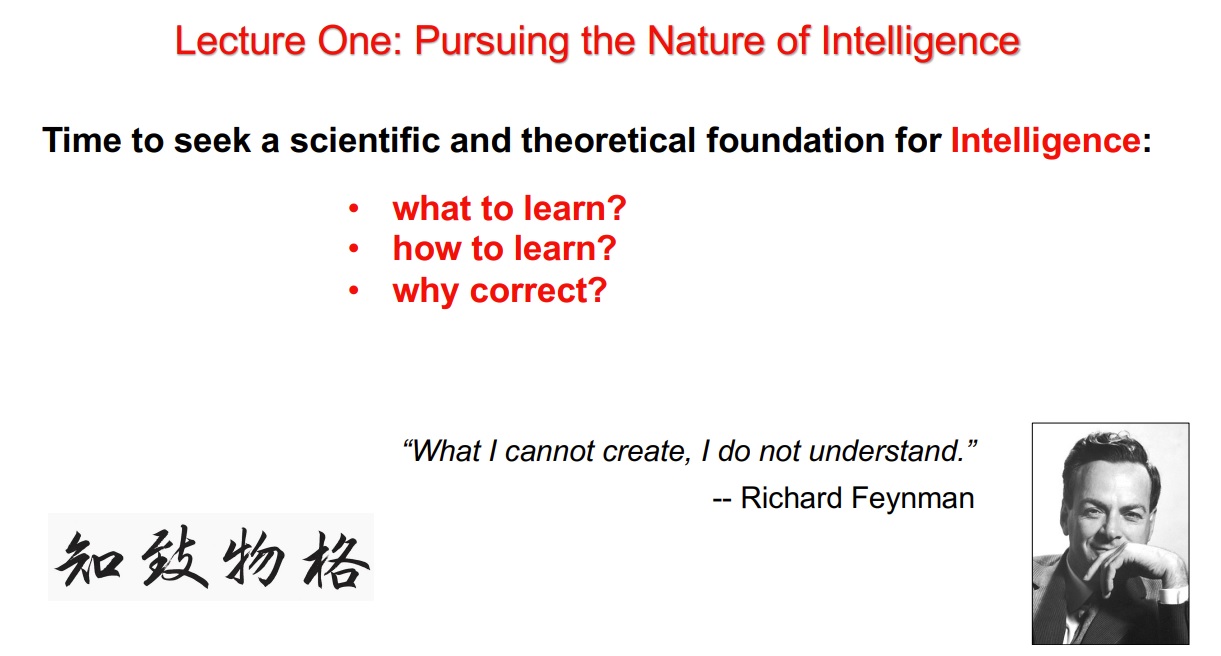 Lecture One: Pursuing the Nature of Intelligence
Time to seek a scientific and theoretical foundation for Intelligence:
• what to learn?
• how to learn?
• why correct?
“What I cannot create, I do not understand.”
-- Richard Feynman
格物致知